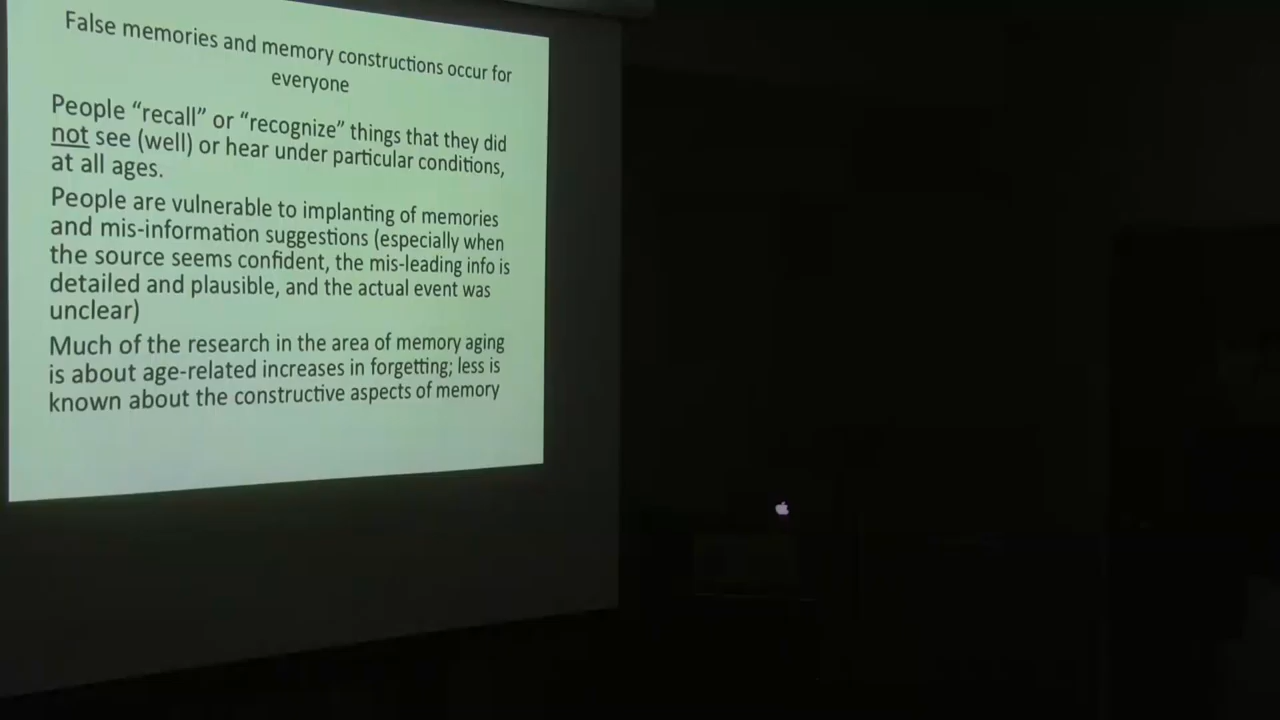 False memories and memory constructions occur for
everyone
People “recall” or “recognize” things that they did
not see (well) or hear under particular conditions,
at all ages.
People are vulnerable to implanting of memories
and mis-information suggestions (especially when
the source seems confident, the mis-leading info is
detailed and plausible, and the actual event was
unclear)
Much of the research in the area of memory aging
is about age-related increases in forgetting; less is
known about the constructive aspects of memory